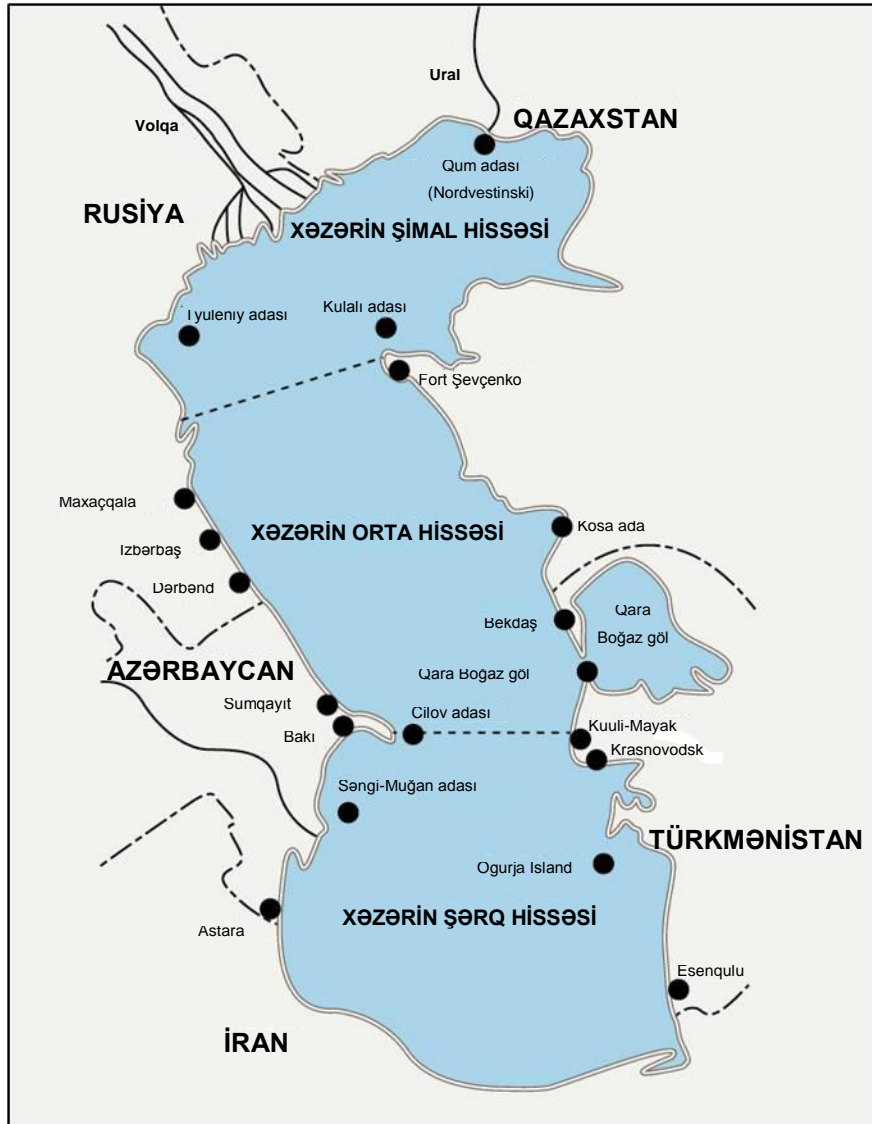 Ural
QAZAXSTAN
Volqa
Qum adası
(Nordvestinski)
RUSİYA
XƏZƏRİN ŞİMAL HİSSƏSİ
Tyuleniy adası
Kulalı adası
Fort Şevçenko
Maxaçqala
XƏZƏRİN ORTA HİSSƏSİ
Kosa ada
İzbərbaş
Dərbənd
Bekdaş
Qara
Boğaz göl
AZƏRBAYCAN
Qara Boğaz göl
Sumqayıt
Cilov adası
Bakı
Kuuli-Mayak
Krasnovodsk
Səngi-Muğan adası
TÜRKMƏNİSTAN
Ogurja Island
XƏZƏRİN ŞƏRQ HİSSƏSİ
Astara
Esenqulu
İRAN